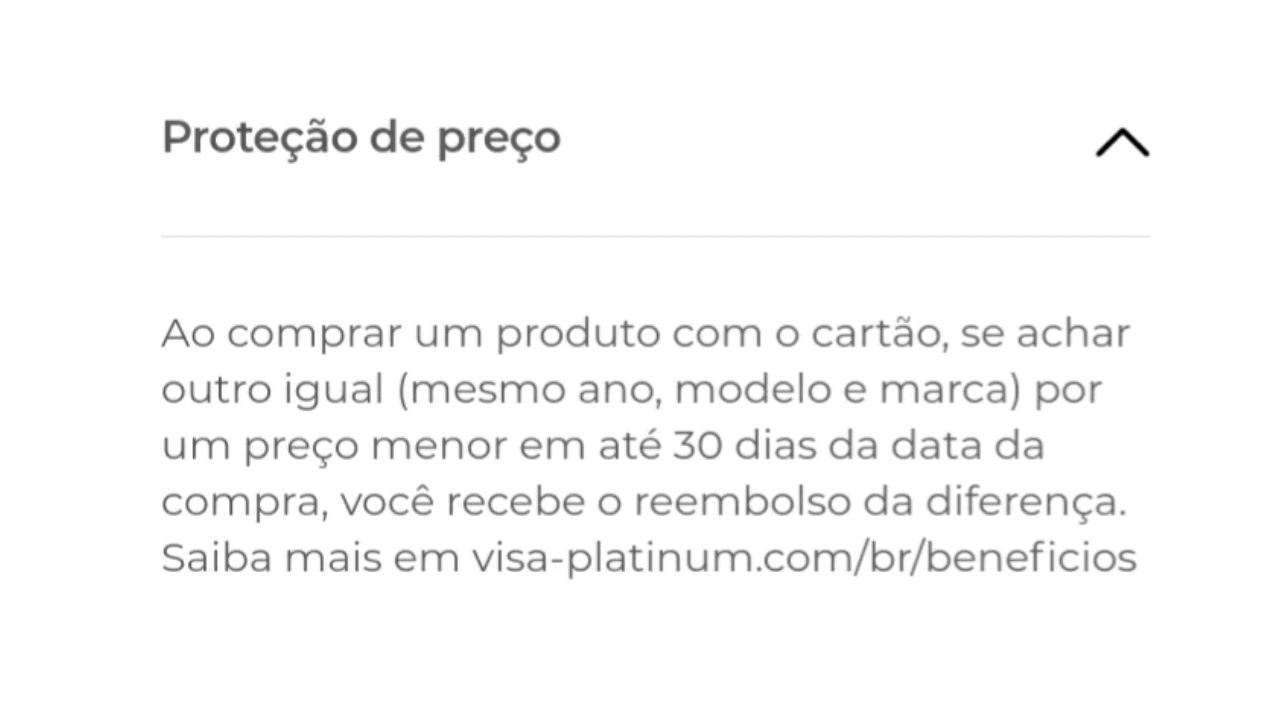 Proteção de preço
Ao comprar um produto com o cartão, se achar
outro igual (mesmo ano, modelo e marca) por
um preço menor em até 30 dias da data da
compra, você recebe o reembolso da diferença.
Saiba mais em visa-platinum.com/br/beneficios